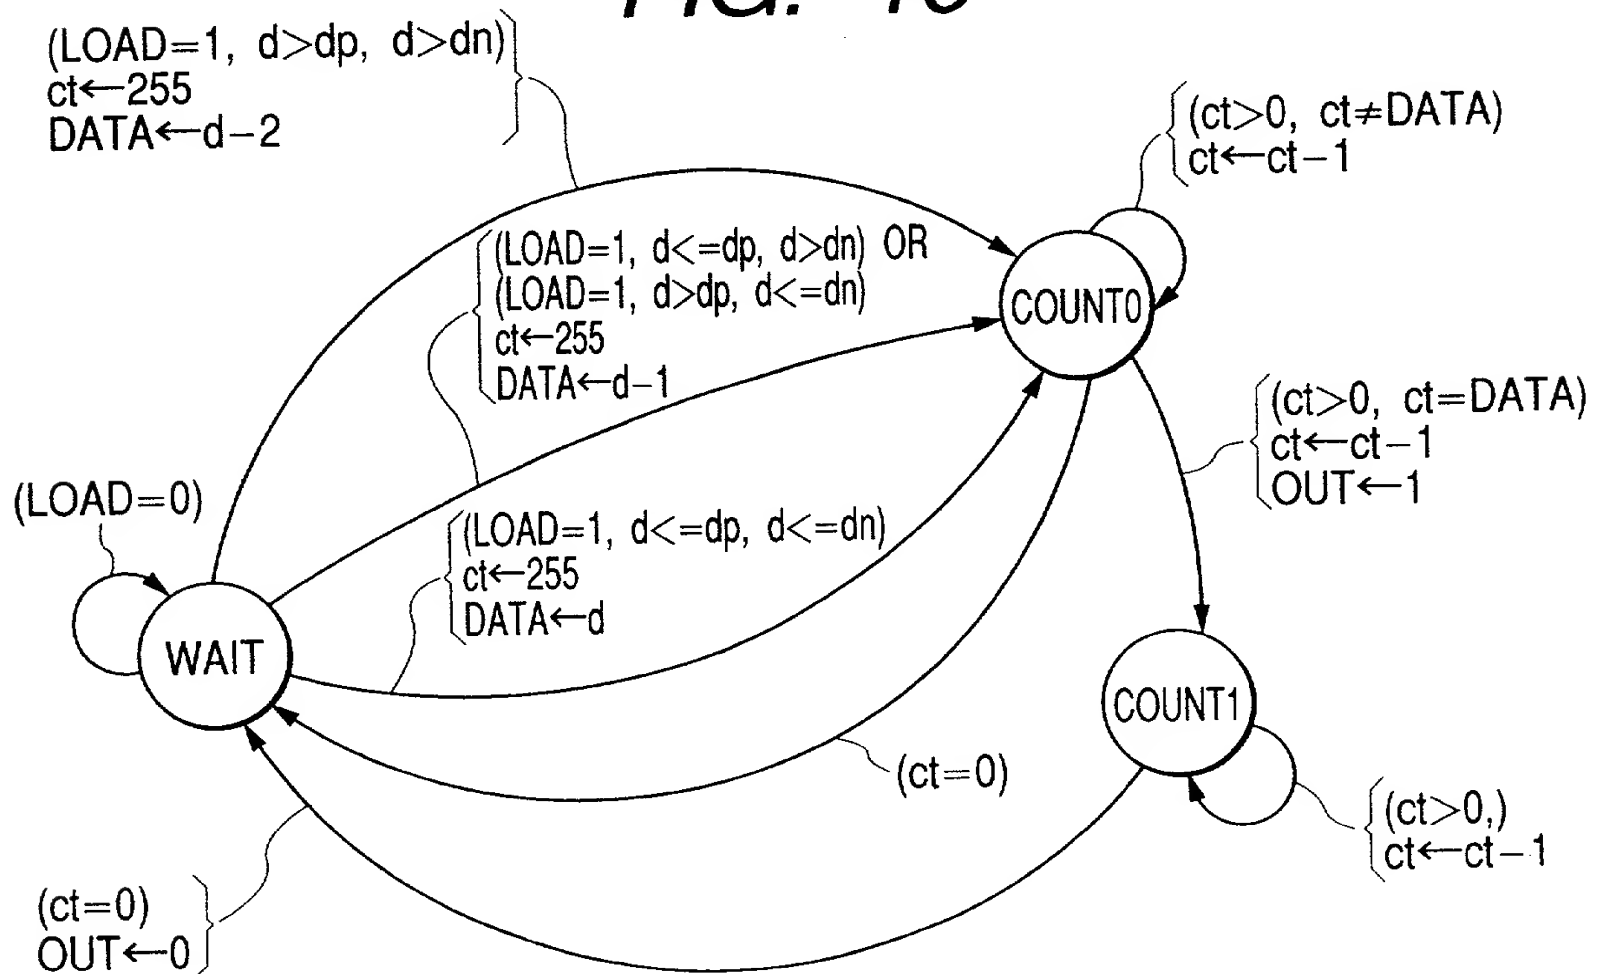 FIG. 10
(LOAD=1, d>dp, d>dn)
ct←255
DATA←d-2
(ct>0, ct≠DATA)
ct←ct-1
(LOAD=1, d<=dp, d>dn) OR
(LOAD=1, d>dp, d<=dn)
ct←255
DATA←d-1
COUNT0
(ct>0, ct=DATA)
ct←ct-1
OUT←1
(LOAD=0)
(LOAD=1, d<=dp, d<=dn)
ct←255
DATA←d
WAIT
COUNT1
(ct=0)
(ct>0,)
ct←ct-1
(ct=0)
OUT←0